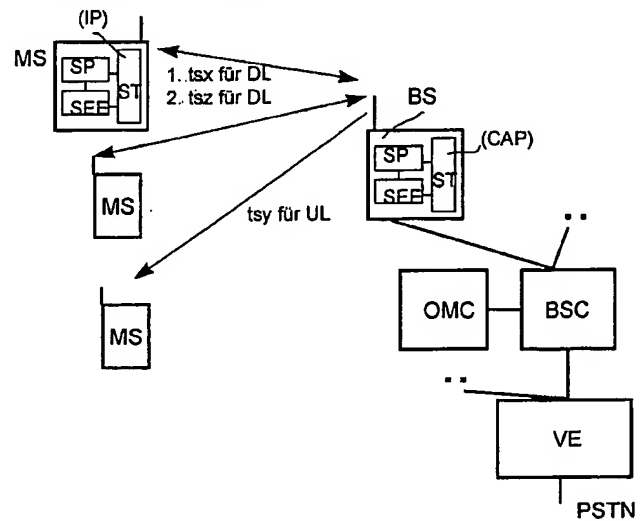 (IP)
MS
SP
SEE
ST
1..tsx für DL
2..tsz für DL
BS
(CAP)
SP
SEE
ST
MS
tsy für UL
MS
OMC
BSC
VE
PSTN